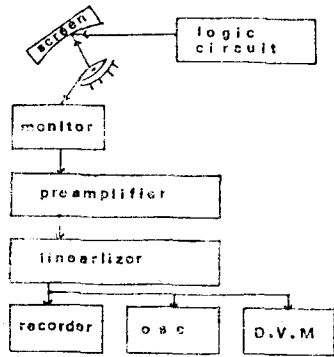 screen
logic
circuit
monitor
preamplifier
linearlizor
recorder
osc
D.V.M